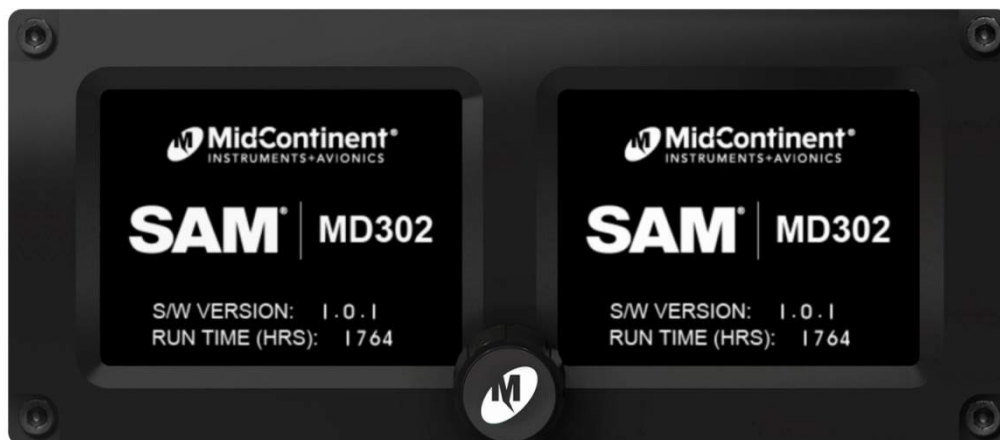 MidContinent®
INSTRUMENTS+AVIONICS
SAM® MD302
S/W VERSION: 1.0.1
RUN TIME (HRS): 1764
MidContinent®
INSTRUMENTS+AVIONICS
SAM® MD302
S/W VERSION: 1.0.1
RUN TIME (HRS): 1764
M